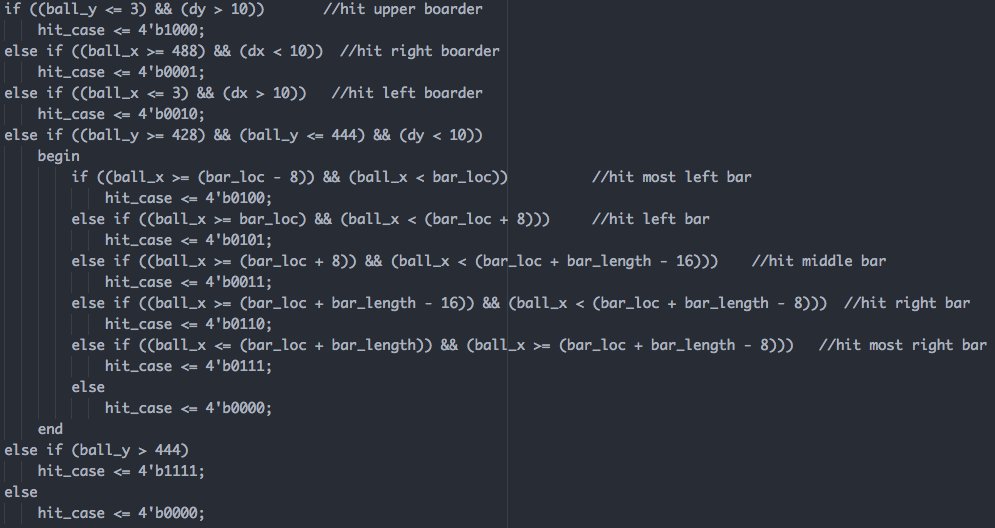 if ((ball_y <= 3) && (dy > 10))       //hit upper boarder
    hit_case <= 4'b1000;
else if ((ball_x >= 488) && (dx < 10))  //hit right boarder
    hit_case <= 4'b0001;
else if ((ball_x <= 3) && (dx > 10))   //hit left boarder
    hit_case <= 4'b0010;
else if ((ball_y >= 428) && (ball_y <= 444) && (dy < 10))
    begin
        if ((ball_x >= (bar_loc - 8)) && (ball_x < bar_loc))          //hit most left bar
            hit_case <= 4'b0100;
        else if ((ball_x >= bar_loc) && (ball_x < (bar_loc + 8)))     //hit left bar
            hit_case <= 4'b0101;
        else if ((ball_x >= (bar_loc + 8)) && (ball_x < (bar_loc + bar_length - 16)))    //hit middle bar
            hit_case <= 4'b0011;
        else if ((ball_x >= (bar_loc + bar_length - 16)) && (ball_x < (bar_loc + bar_length - 8)))  //hit right bar
            hit_case <= 4'b0110;
        else if ((ball_x <= (bar_loc + bar_length)) && (ball_x >= (bar_loc + bar_length - 8)))   //hit most right bar
            hit_case <= 4'b0111;
        else
            hit_case <= 4'b0000;
    end
else if (ball_y > 444)
    hit_case <= 4'b1111;
else
    hit_case <= 4'b0000;